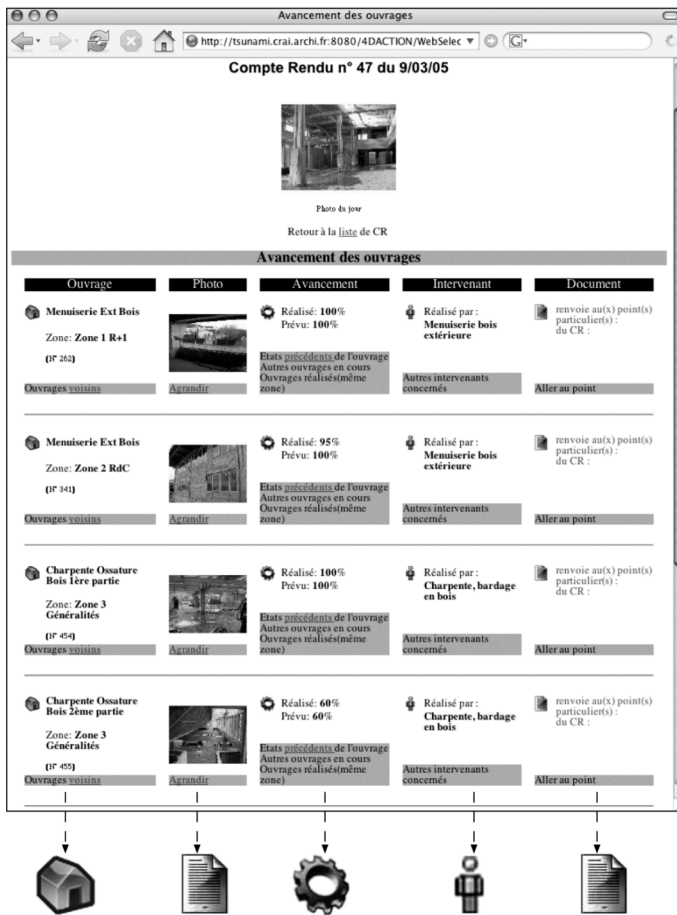 Avancement des ouvrages
http://tsunami.crai.archi.fr:8080/4DACTION/WebSelec
G
Compte Rendu n° 47 du 9/03/05
Photo du jour
Retour à la liste de CR
Avancement des ouvrages
Ouvrage Photo Avancement Intervenant Document
Menuiserie Ext Bois
Zone: Zone 1 R+1
(N° 262)
Ouvrages voisins
Agrandir
Réalisé: 100%
Prévu: 100%
Etats précédents de l'ouvrage
Autres ouvrages en cours
Ouvrages réalisés(même
zone)
Réalisé par :
Menuiserie bois
extérieure
Autres intervenants
concernés
renvoie au(x) point(s)
particulier(s) :
du CR :
Aller au point
Menuiserie Ext Bois
Zone: Zone 2 RdC
(N° 341)
Ouvrages voisins
Agrandir
Réalisé: 95%
Prévu: 100%
Etats précédents de l'ouvrage
Autres ouvrages en cours
Ouvrages réalisés(même
zone)
Réalisé par :
Menuiserie bois
extérieure
Autres intervenants
concernés
renvoie au(x) point(s)
particulier(s) :
du CR :
Aller au point
Charpente Ossature
Bois 1ère partie
Zone: Zone 3
Généralités
(N° 454)
Ouvrages voisins
Agrandir
Réalisé: 100%
Prévu: 100%
Etats précédents de l'ouvrage
Autres ouvrages en cours
Ouvrages réalisés(même
zone)
Réalisé par :
Charpente, bardage
en bois
Autres intervenants
concernés
renvoie au(x) point(s)
particulier(s) :
du CR :
Aller au point
Charpente Ossature
Bois 2ème partie
Zone: Zone 3
Généralités
(N° 455)
Ouvrages voisins
Agrandir
Réalisé: 60%
Prévu: 60%
Etats précédents de l'ouvrage
Autres ouvrages en cours
Ouvrages réalisés(même
zone)
Réalisé par :
Charpente, bardage
en bois
Autres intervenants
concernés
renvoie au(x) point(s)
particulier(s) :
du CR :
Aller au point